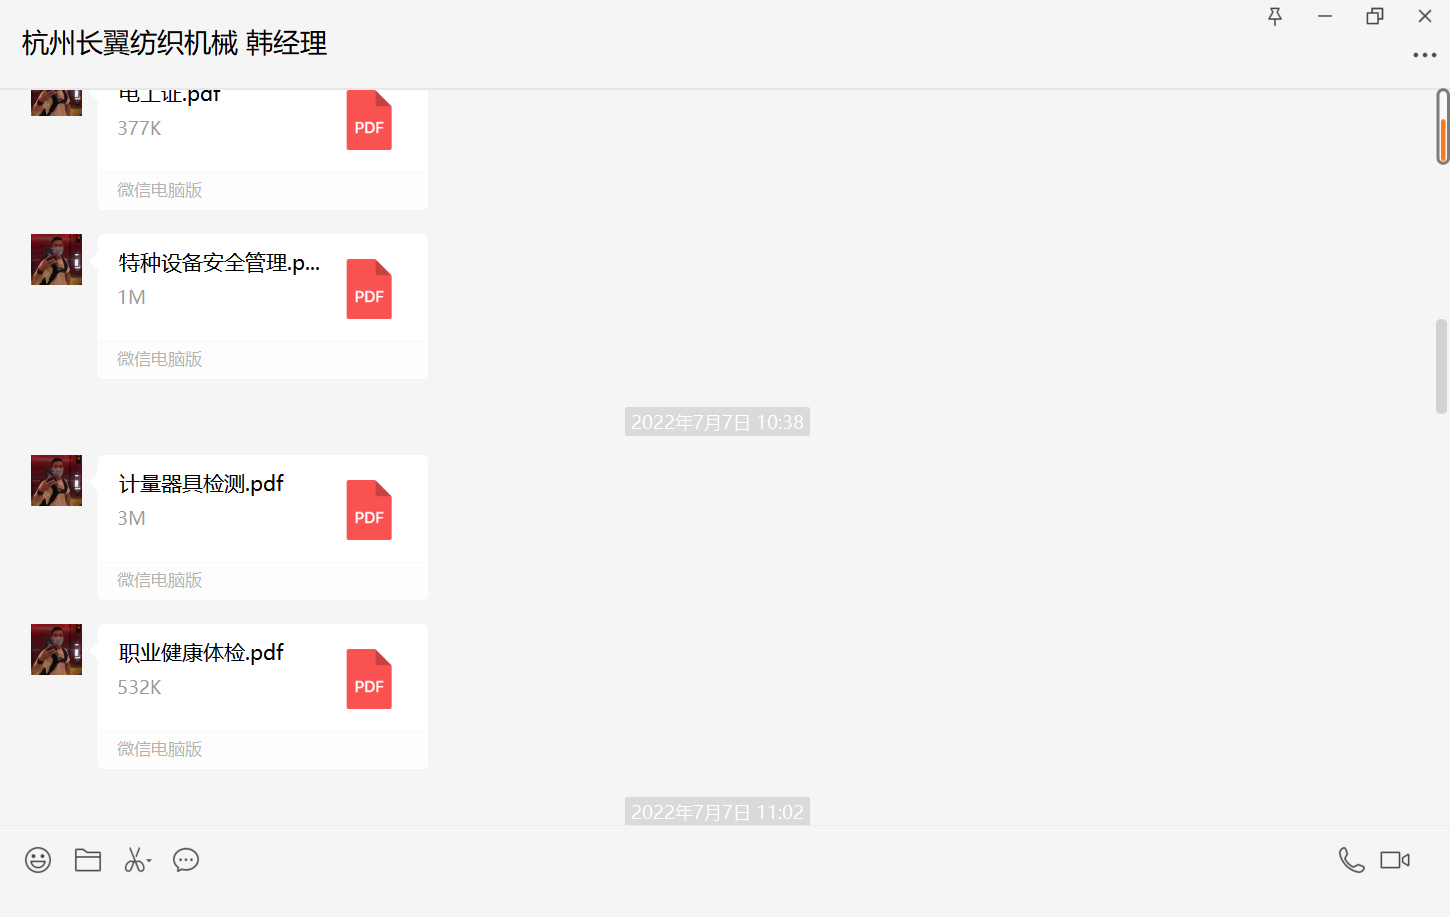 杭州长翼纺织机械 韩经理
电工证.pdf
377K
PDF
微信电脑版
特种设备安全管理.p...
1M
PDF
微信电脑版
2022年7月7日 10:38
计量器具检测.pdf
3M
PDF
微信电脑版
职业健康体检.pdf
532K
PDF
微信电脑版
2022年7月7日 11:02